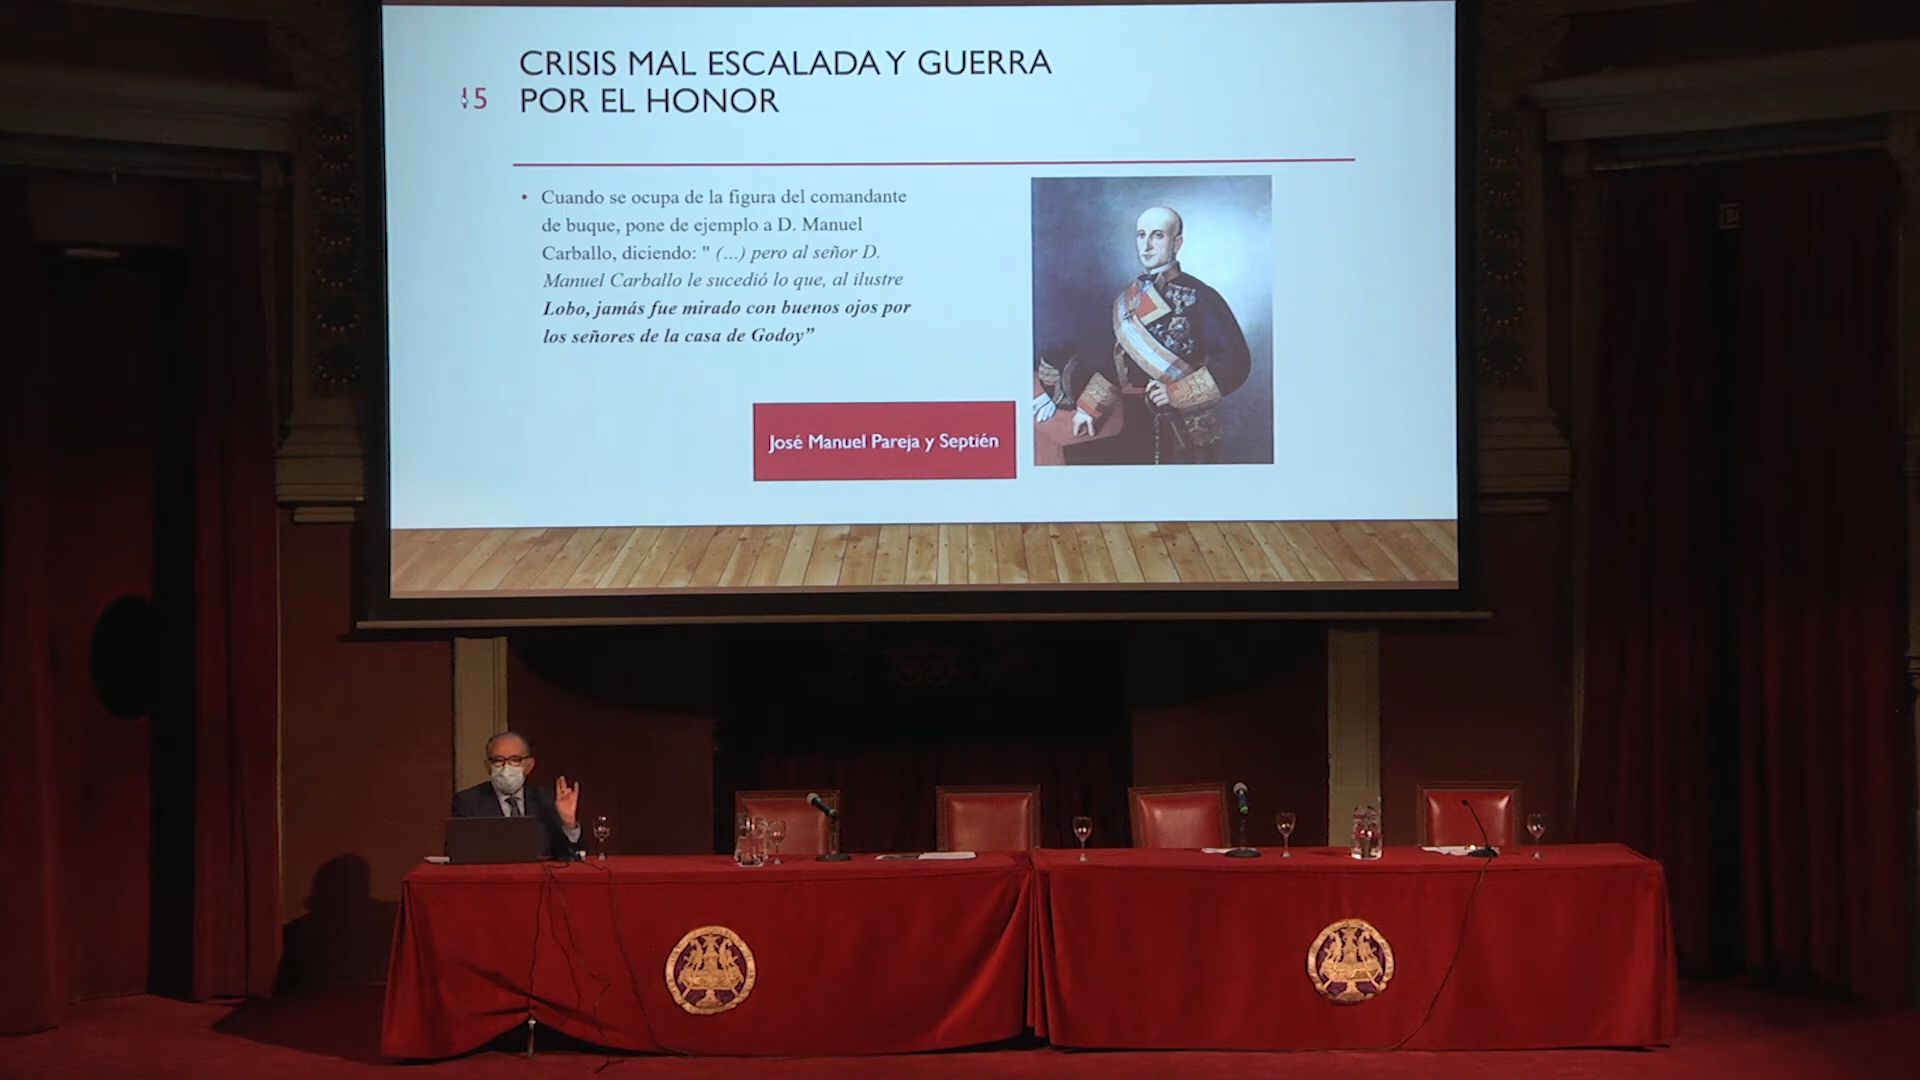 CRISIS MAL ESCALADA Y GUERRA
POR EL HONOR
15
• Cuando se ocupa de la figura del comandante
de buque, pone de ejemplo a D. Manuel
Carballo, diciendo: " (...) pero al señor D.
Manuel Carballo le sucedió lo que, al ilustre
Lobo, jamás fue mirado con buenos ojos por
los señores de la casa de Godoy”
José Manuel Pareja y Septién